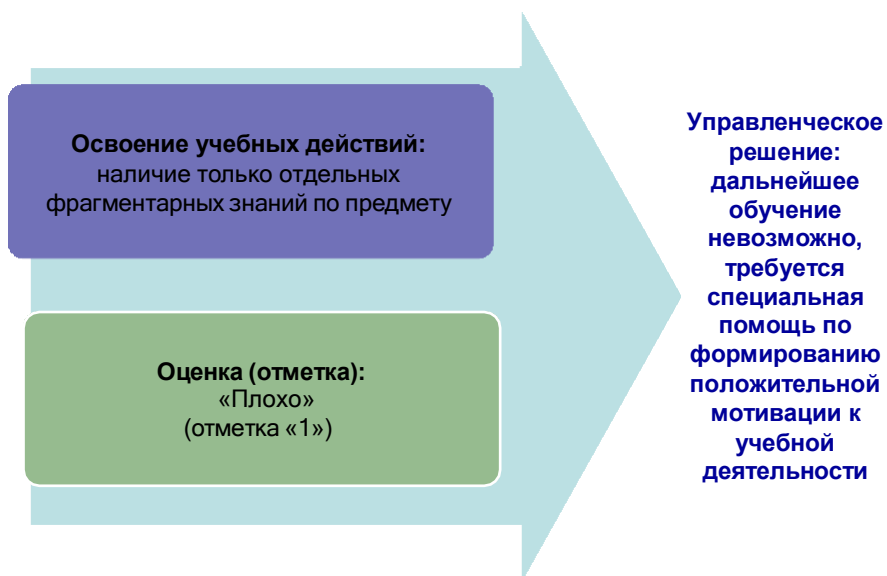 Освоение учебных действий:
наличие только отдельных
фрагментарных знаний по предмету
Оценка (отметка):
«Плохо»
(отметка «1»)
Управленческое
решение:
дальнейшее
обучение
невозможно,
требуется
специальная
помощь по
формированию
положительной
мотивации к
учебной
деятельности